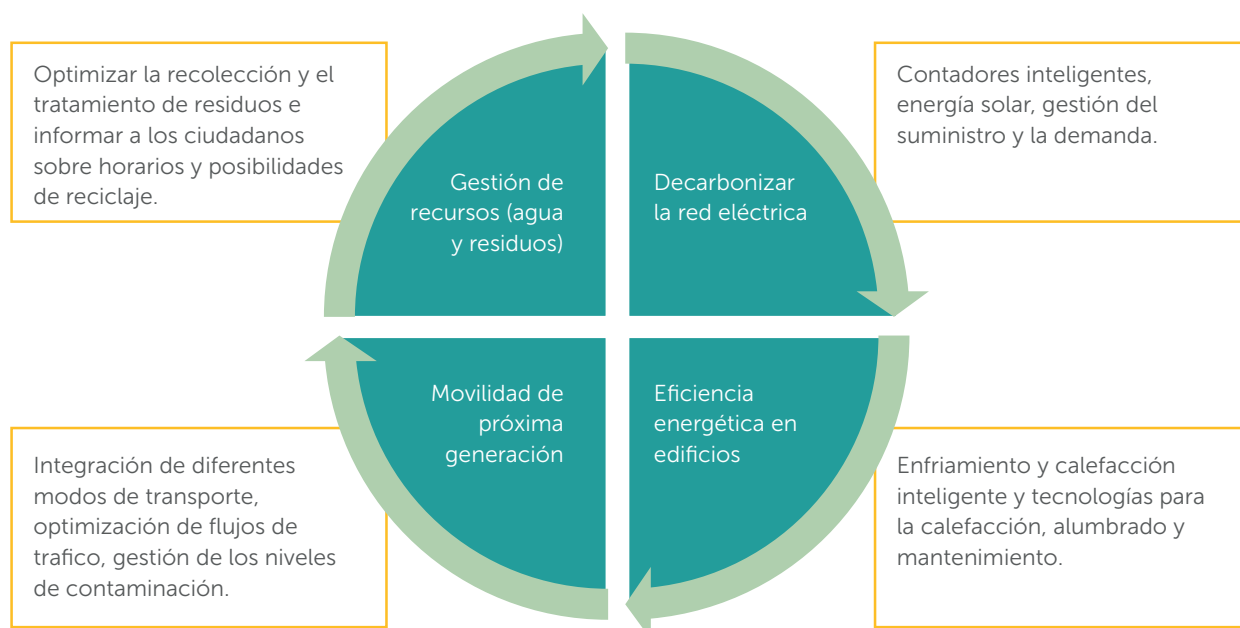 Optimizar la recolección y el
tratamiento de residuos e
informar a los ciudadanos
sobre horarios y posibilidades
de reciclaje.
Gestión de
recursos (agua
y residuos)
Decarbonizar
la red eléctrica
Contadores inteligentes,
energía solar, gestión del
suministro y la demanda.
Integración de diferentes
modos de transporte,
optimización de flujos de
trafico, gestión de los niveles
de contaminación.
Movilidad de
próxima
generación
Eficiencia
energética en
edificios
Enfriamiento y calefacción
inteligente y tecnologías para
la calefacción, alumbrado y
mantenimiento.